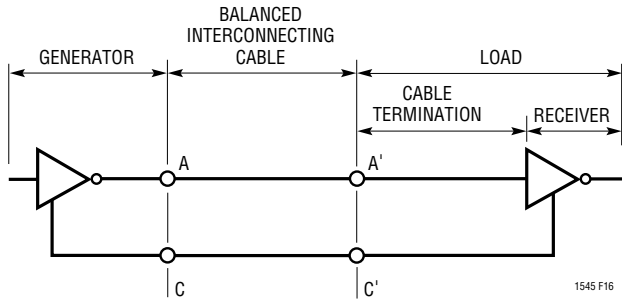 BALANCED
INTERCONNECTING
CABLE
GENERATOR
LOAD
CABLE
TERMINATION
RECEIVER
A
A'
C
C'
1545 F16